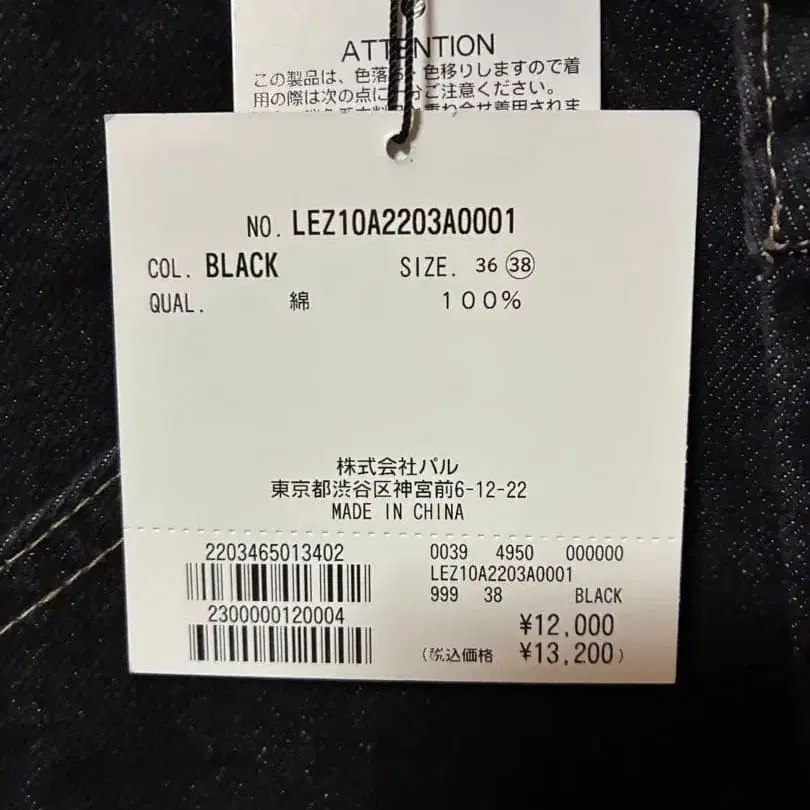 ATTENTION
この製品は、色落ち・色移りしますので着
用の際は次の点に十分ご注意ください。
NO. LEZ10A2203A0001
COL. BLACK SIZE. 36 ㊳
QUAL. 綿 100%
株式会社パル
東京都渋谷区神宮前6-12-22
MADE IN CHINA
2203465013402
2300000120004
0039 4950 000000
LEZ10A2203A0001
999 38 BLACK
¥12,000
(税込価格 ¥13,200)